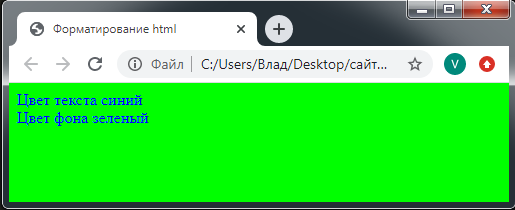 Форматирование html
Файл
C:/Users/Влад/Desktop/сайт...
V
Цвет текста синий
Цвет фона зеленый